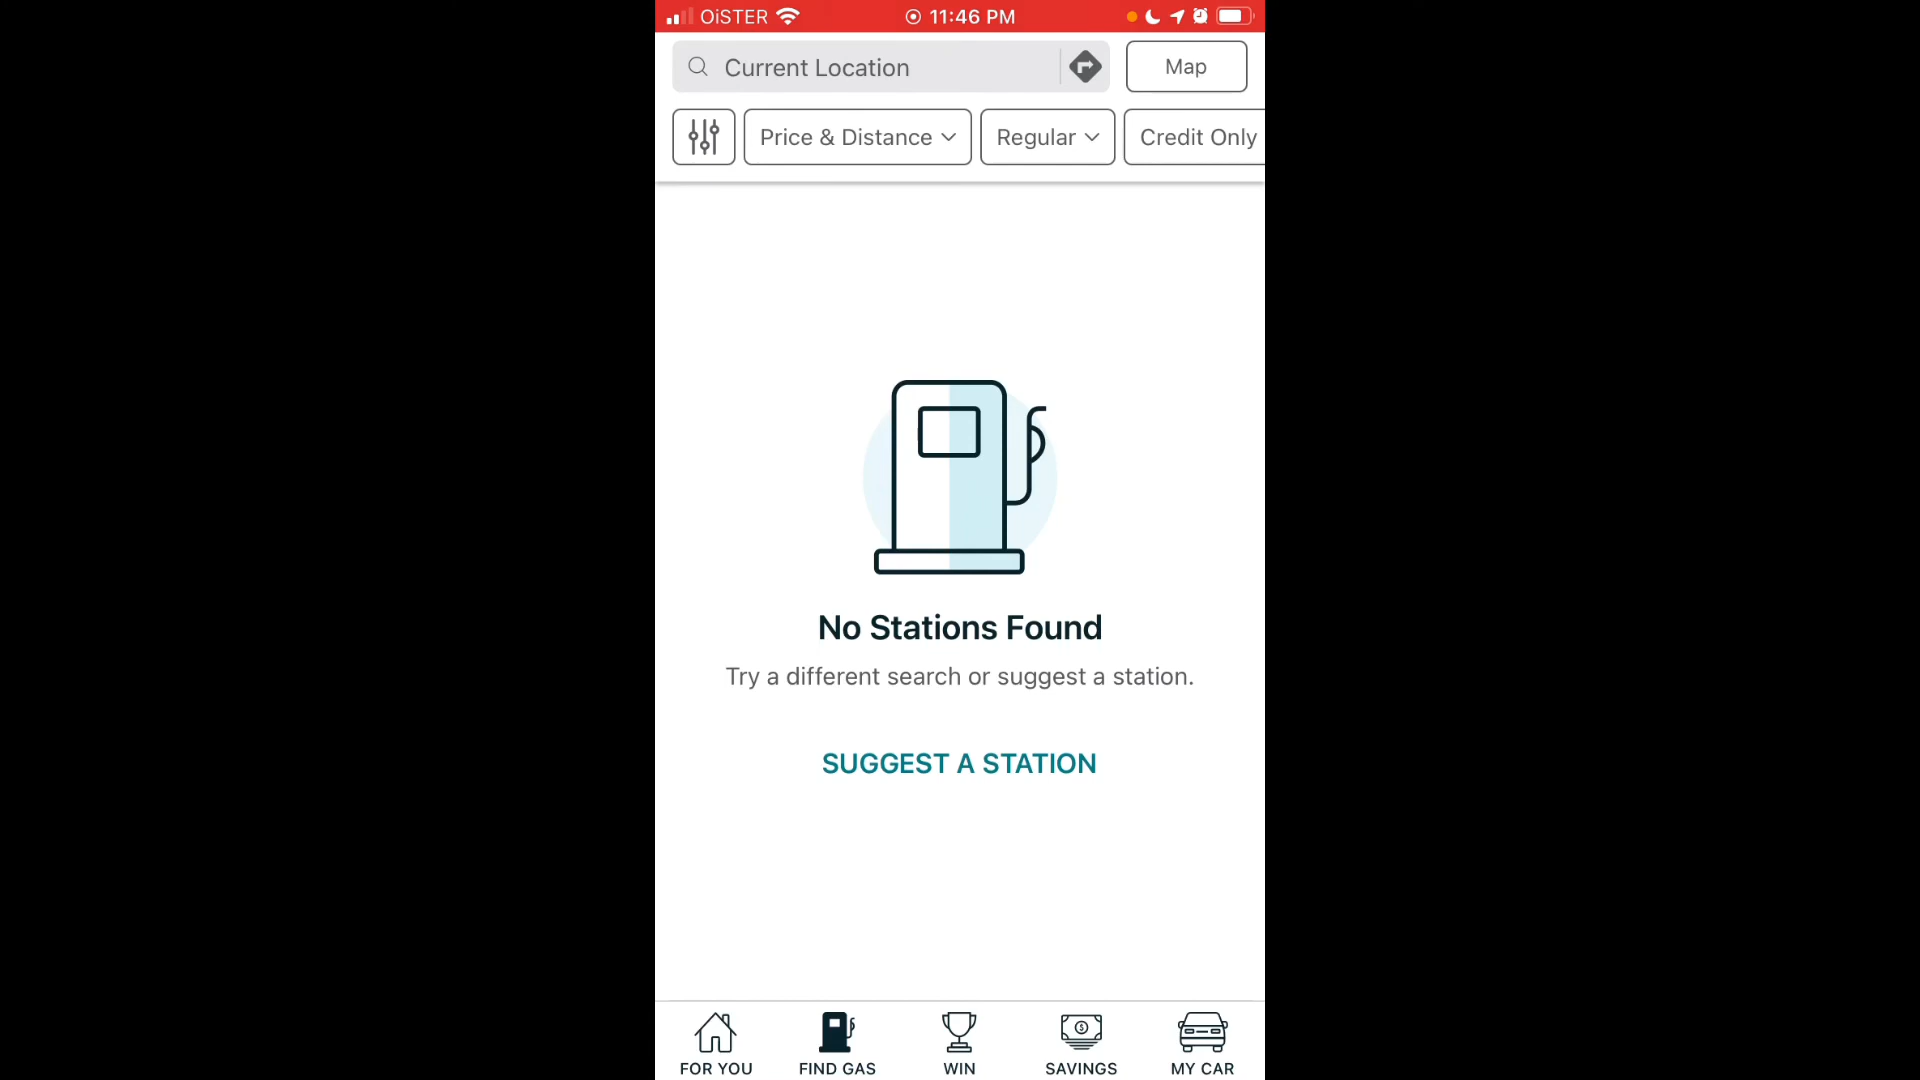 OiSTER 11:46 PM
Current Location
Map
Price & Distance
Regular
Credit Only
No Stations Found
Try a different search or suggest a station.
SUGGEST A STATION
FOR YOU
FIND GAS
WIN
SAVINGS
MY CAR